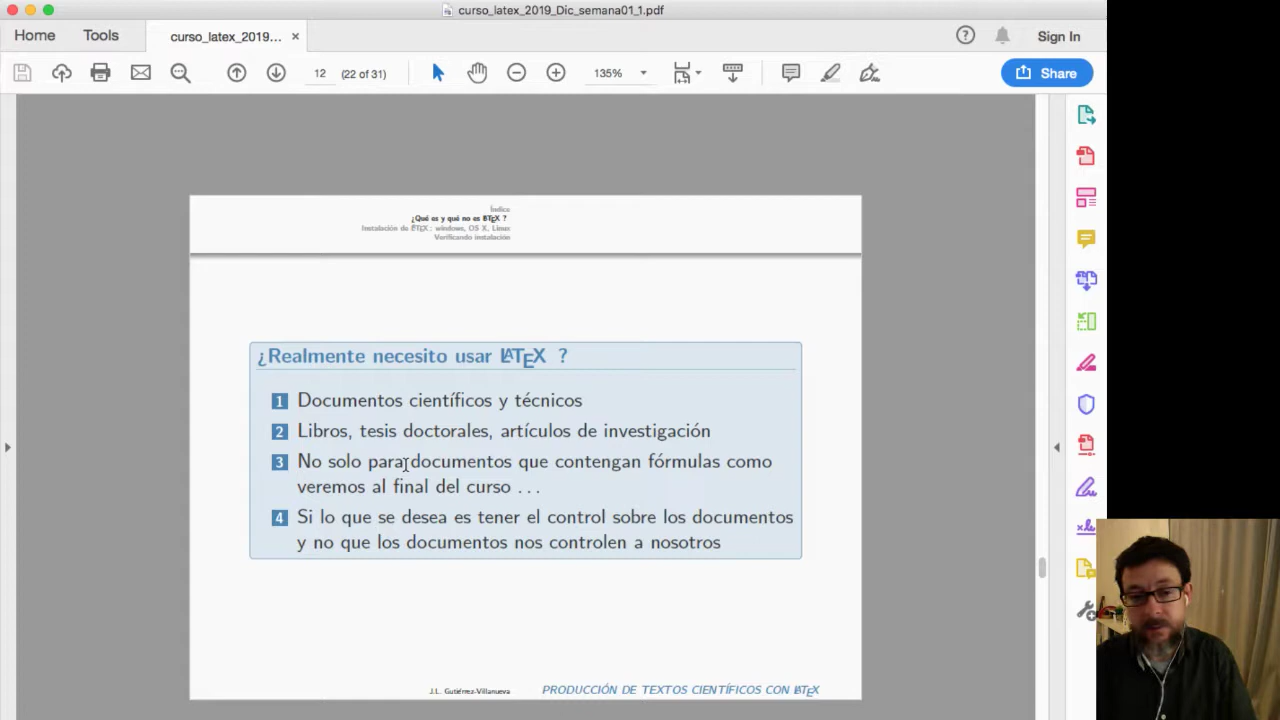 curso_latex_2019_Dic_semana01_1.pdf
Home
Tools
curso_latex_2019...
×
Sign In
12
(22 of 31)
135%
Share
Índice
¿Qué es y qué no es LATEX ?
Instalación de LATEX: windows, OS X, Linux
Verificando instalación
¿Realmente necesito usar LATEX ?
1 Documentos científicos y técnicos
2 Libros, tesis doctorales, artículos de investigación
3 No solo para documentos que contengan fórmulas como
veremos al final del curso ...
4 Si lo que se desea es tener el control sobre los documentos
y no que los documentos nos controlen a nosotros
J.L. Gutiérrez-Villanueva
PRODUCCIÓN DE TEXTOS CIENTÍFICOS CON LATEX